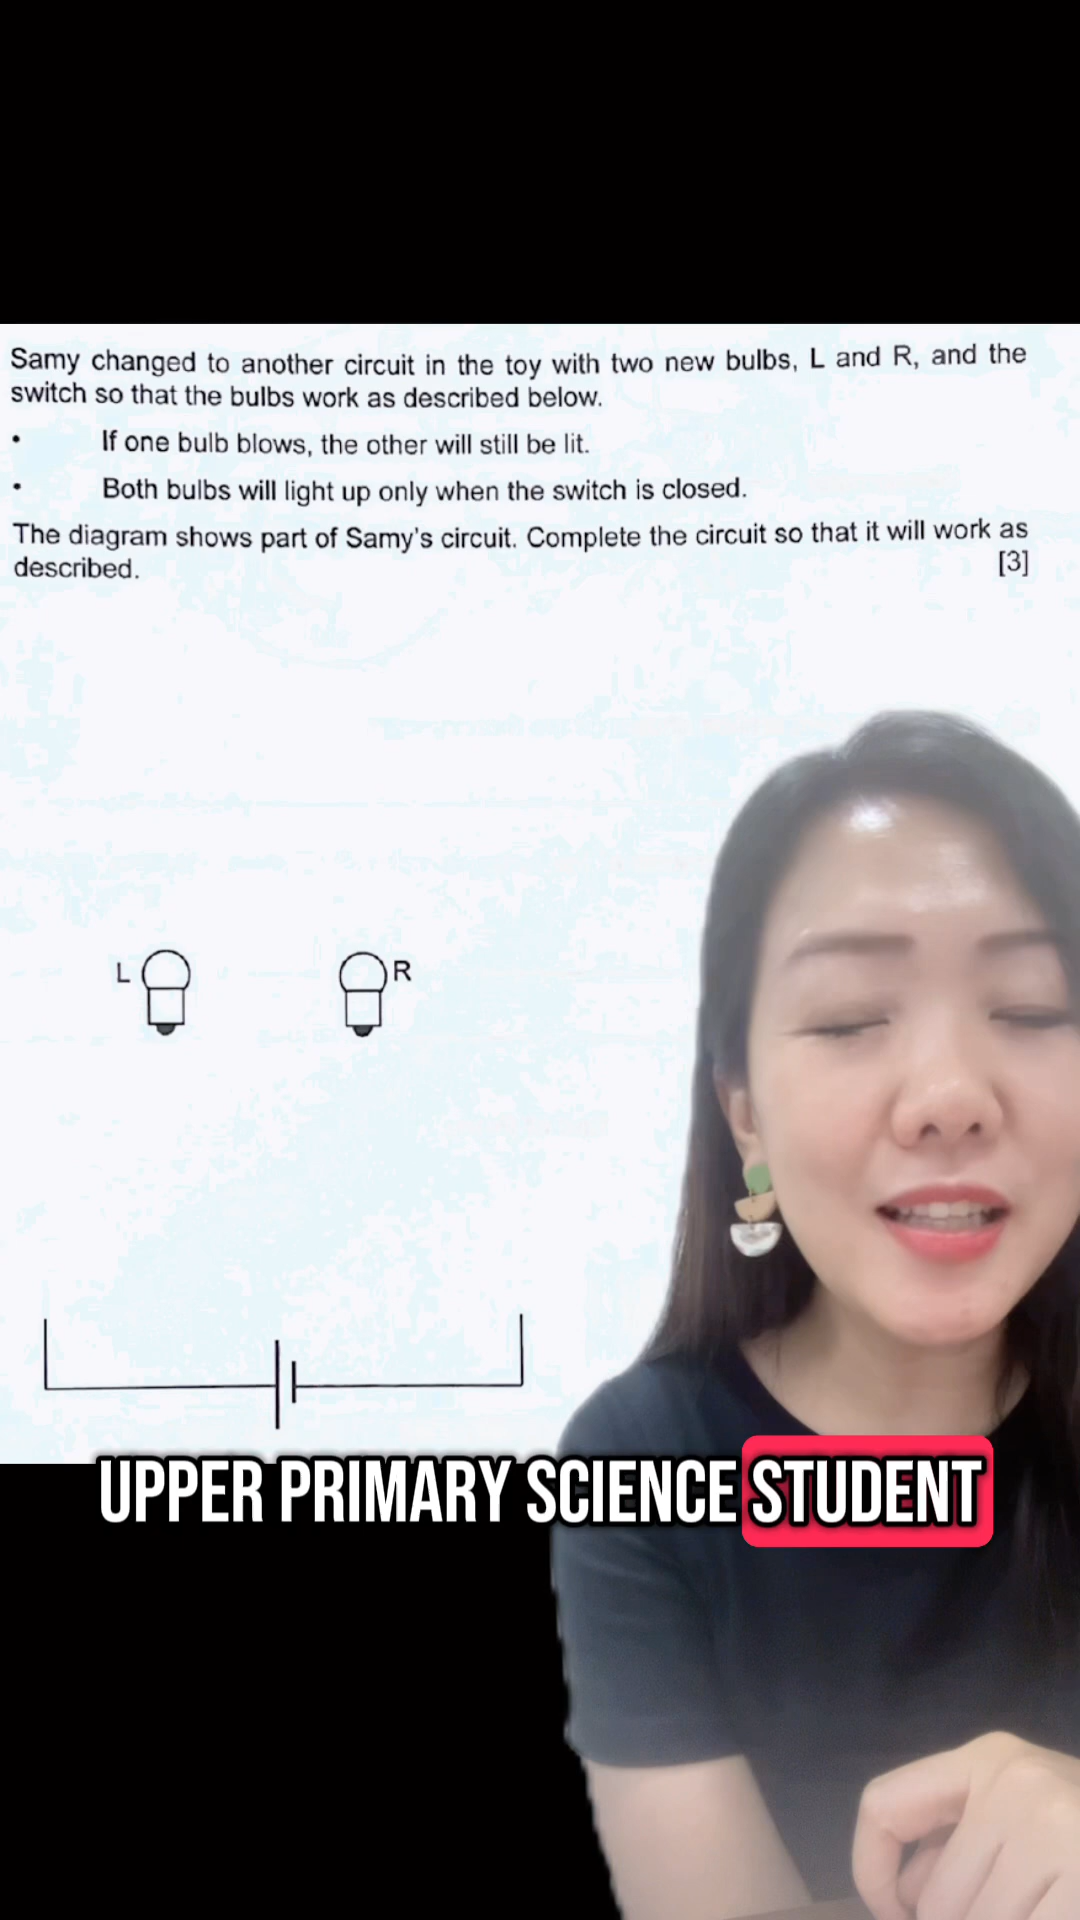 Samy changed to another circuit in the toy with two new bulbs, L and R, and the
switch so that the bulbs work as described below.
• If one bulb blows, the other will still be lit.
• Both bulbs will light up only when the switch is closed.
The diagram shows part of Samy's circuit. Complete the circuit so that it will work as
described. [3]
L
R
UPPER PRIMARY SCIENCE STUDENT